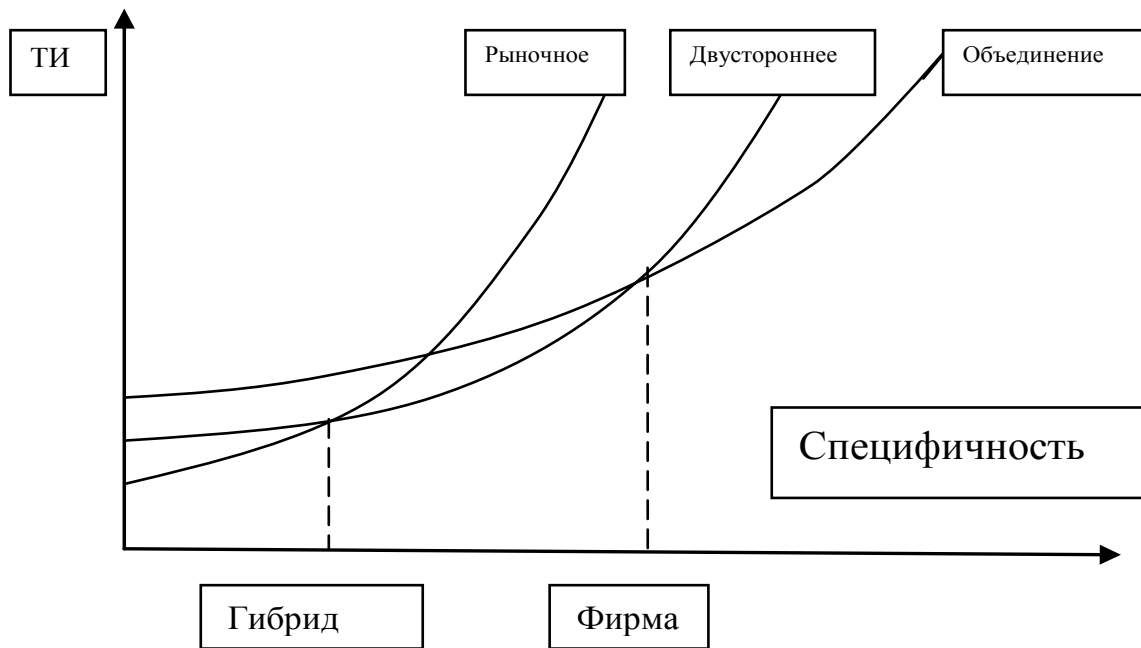 ТИ
Рыночное
Двустороннее
Объединение
Специфичность
Гибрид
Фирма